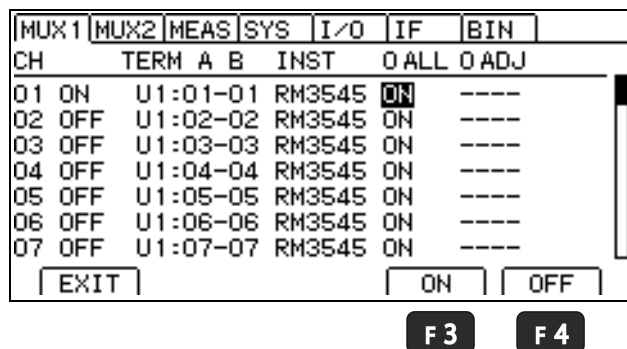 MUX1 MUX2 MEAS SYS I/O IF BIN
CH TERM A B INST 0 ALL 0 ADJ
01 ON U1:01-01 RM3545 ON ----
02 OFF U1:02-02 RM3545 ON ----
03 OFF U1:03-03 RM3545 ON ----
04 OFF U1:04-04 RM3545 ON ----
05 OFF U1:05-05 RM3545 ON ----
06 OFF U1:06-06 RM3545 ON ----
07 OFF U1:07-07 RM3545 ON ----
EXIT ON OFF
F 3 F 4